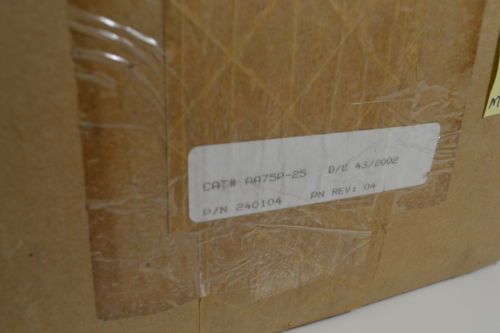 CAT# AA75P-25 D/C 43/2002
P/N 240104 PN REV: 04
M